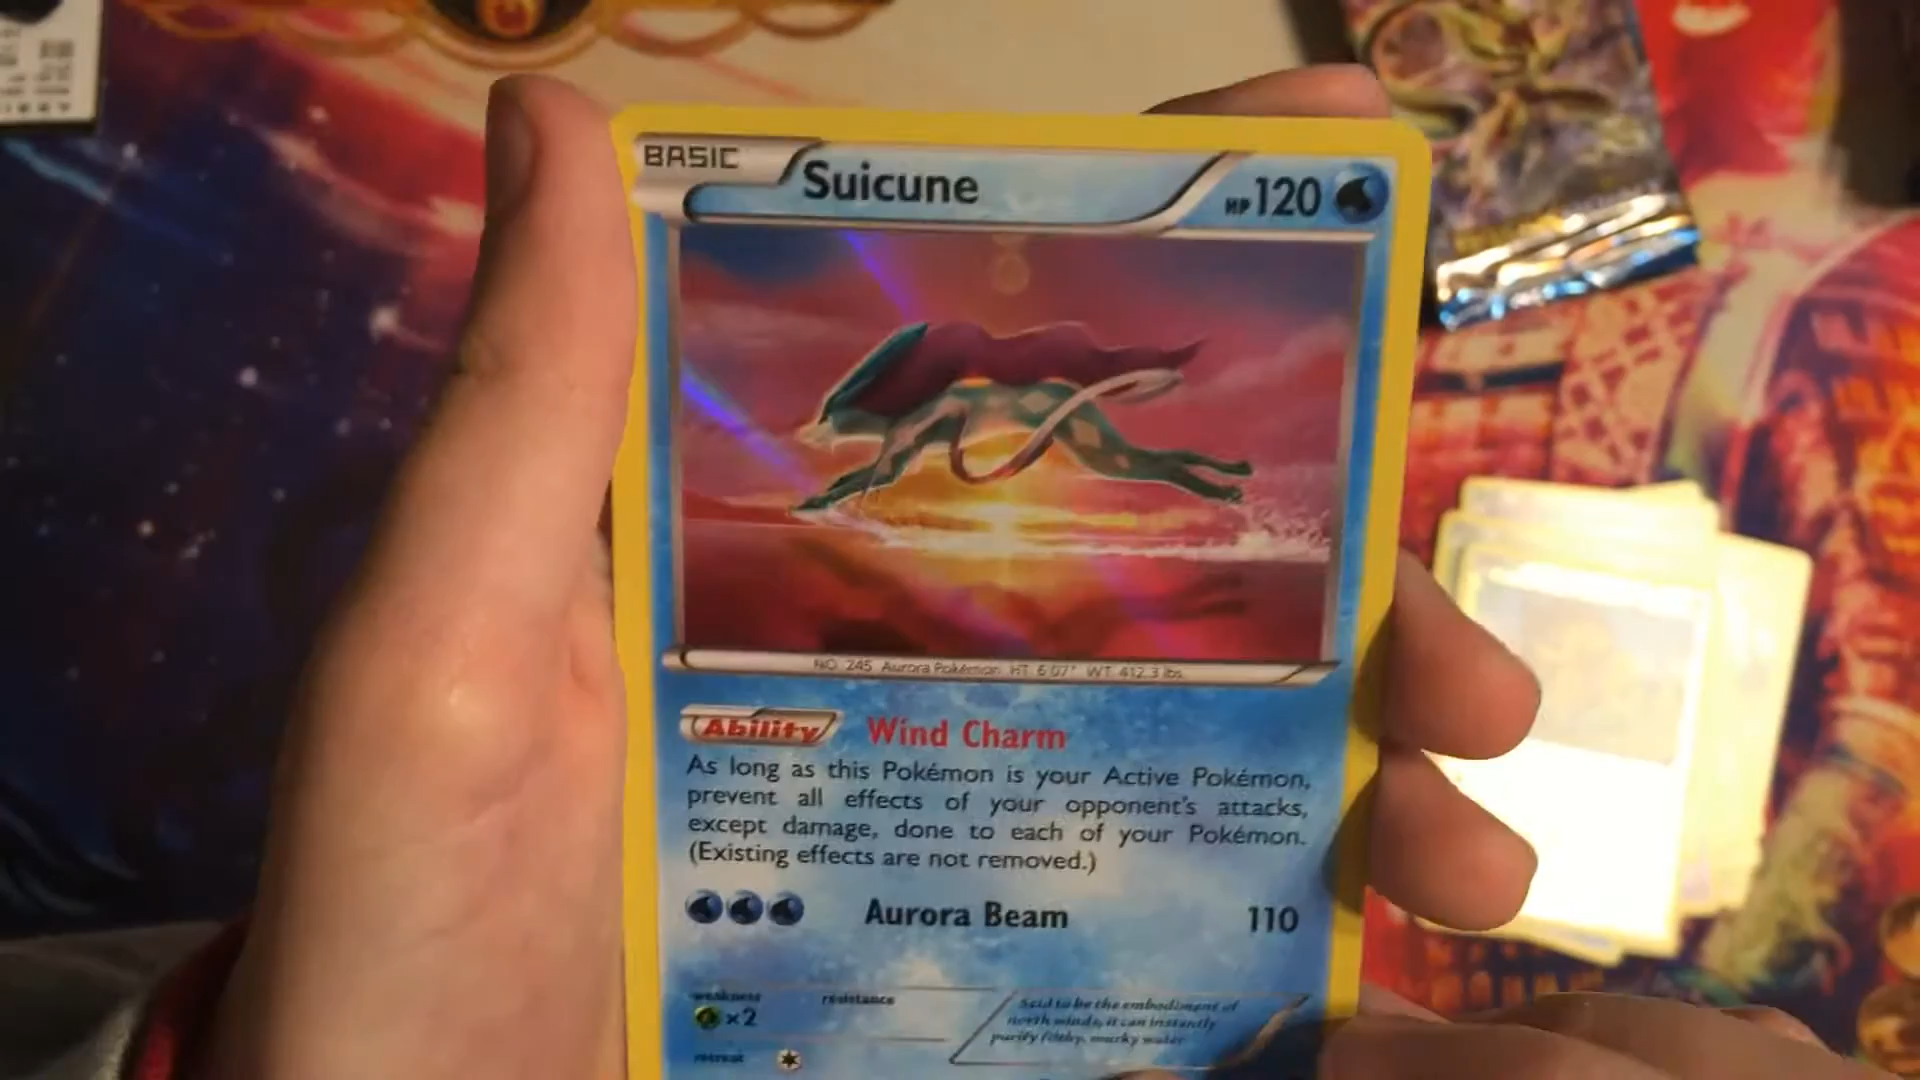 BASIC
Suicune
HP 120
NO. 245 Aurora Pokémon HT 6'07" WT 412.3 lbs
Ability Wind Charm
As long as this Pokémon is your Active Pokémon,
prevent all effects of your opponent's attacks,
except damage, done to each of your Pokémon.
(Existing effects are not removed.)
Aurora Beam 110
weakness resistance
×2
retreat
Said to be the embodiment of
north winds, it can instantly
purify filthy, murky water.